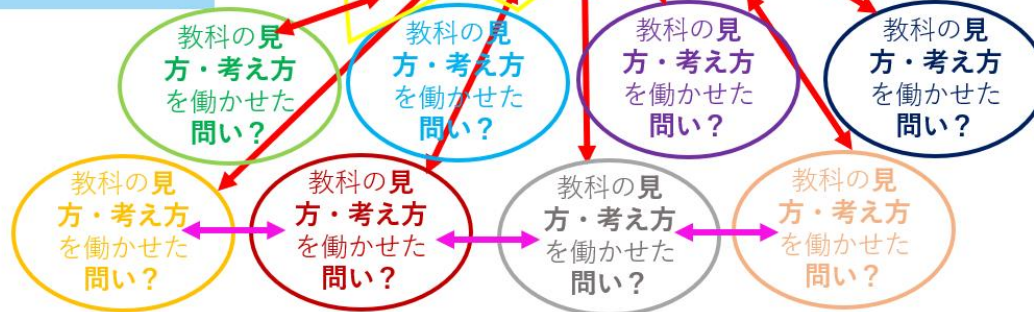 教科の見
方・考え方
を働かせた
問い？
教科の見
方・考え方
を働かせた
問い？
教科の見
方・考え方
を働かせた
問い？
教科の見
方・考え方
を働かせた
問い？
教科の見
方・考え方
を働かせた
問い？
教科の見
方・考え方
を働かせた
問い？
教科の見
方・考え方
を働かせた
問い？
教科の見
方・考え方
を働かせた
問い？